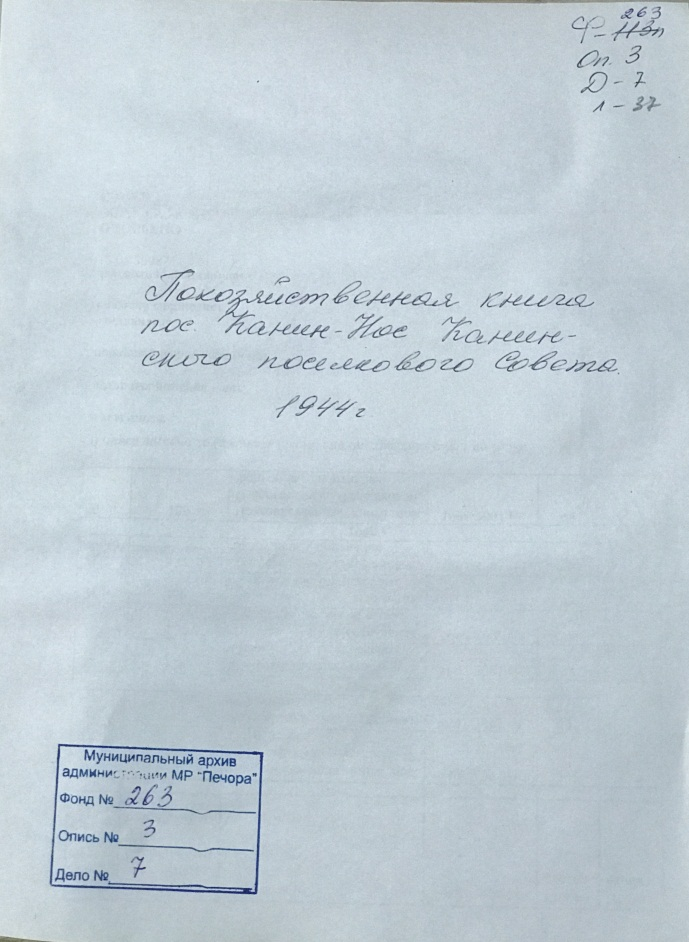 263
Ф-113п
Оп. 3
Д-7
л-37
Похозяйственная книга
пос. Канин-Нос Канин-
ского поселкового Совета.
1944г
Муниципальный архив
администрации МР "Печора"
Фонд № 263
Опись № 3
Дело № 7